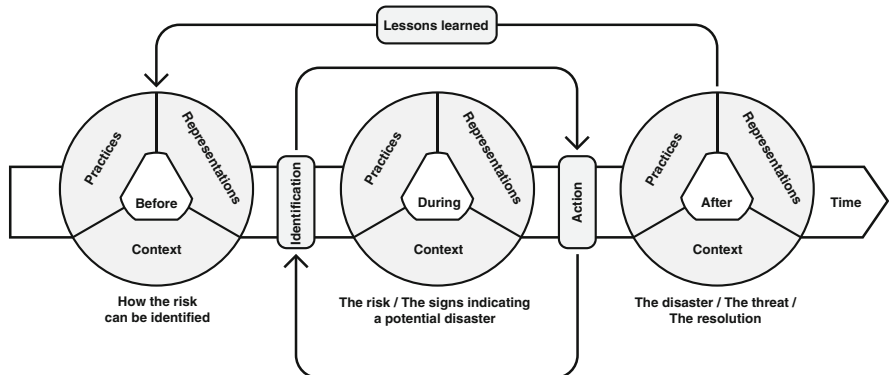 Lessons learned
Practices
Representations
Before
Context
Identification
Practices
Representations
During
Context
Action
Practices
Representations
After
Context
Time
How the risk
can be identified
The risk / The signs indicating
a potential disaster
The disaster / The threat /
The resolution